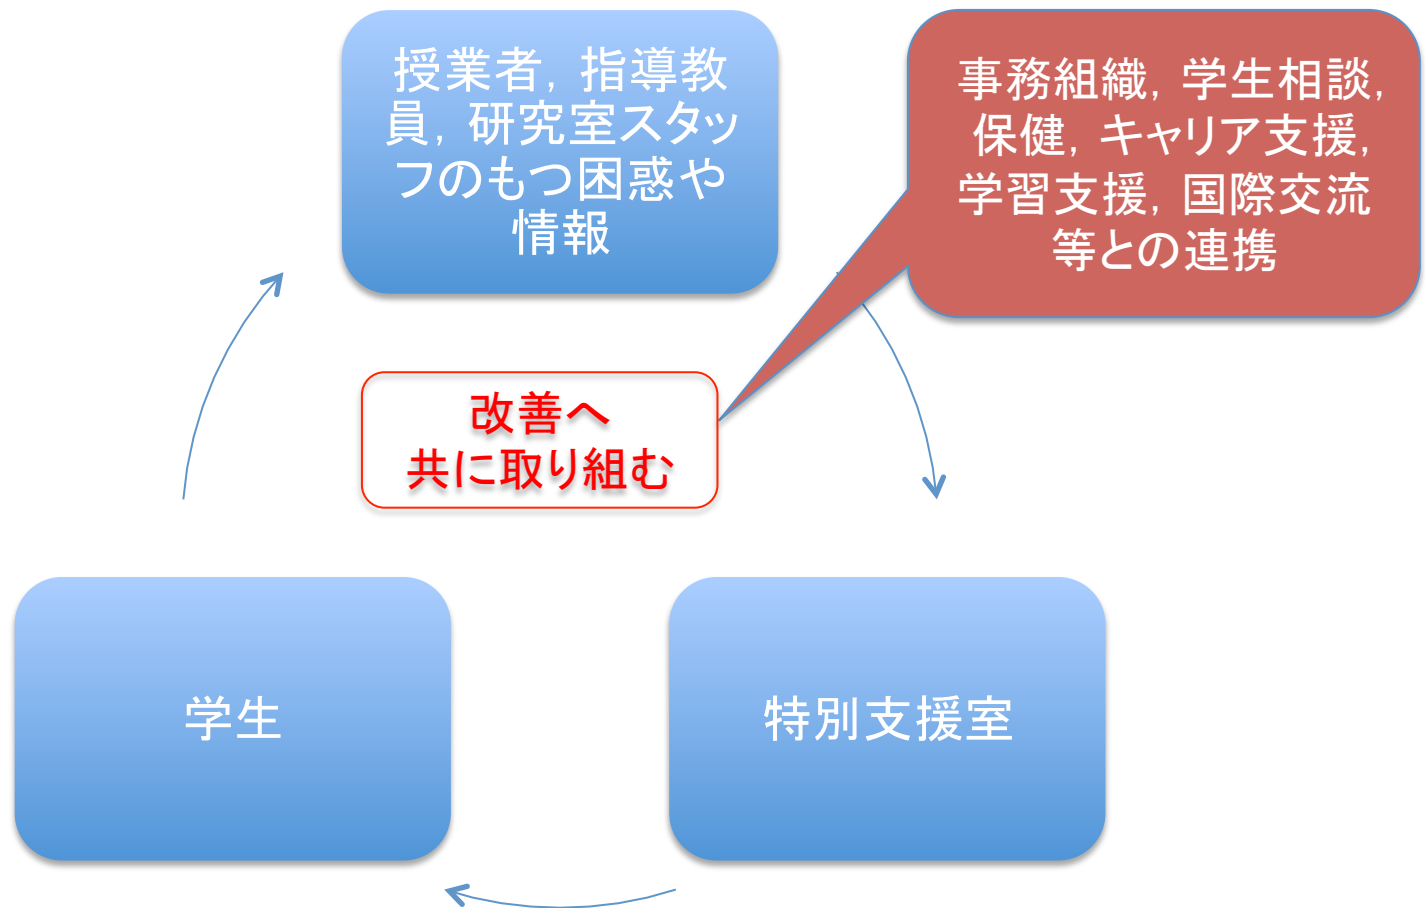 授業者，指導教
員，研究室スタッ
フのもつ困惑や
情報
事務組織，学生相談，
保健，キャリア支援，
学習支援，国際交流
等との連携
改善へ
共に取り組む
学生
特別支援室